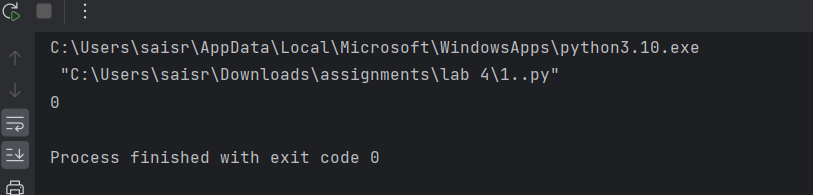 C:\Users\saisr\AppData\Local\Microsoft\WindowsApps\python3.10.exe
"C:\Users\saisr\Downloads\assignments\lab 4\1..py"
0
Process finished with exit code 0